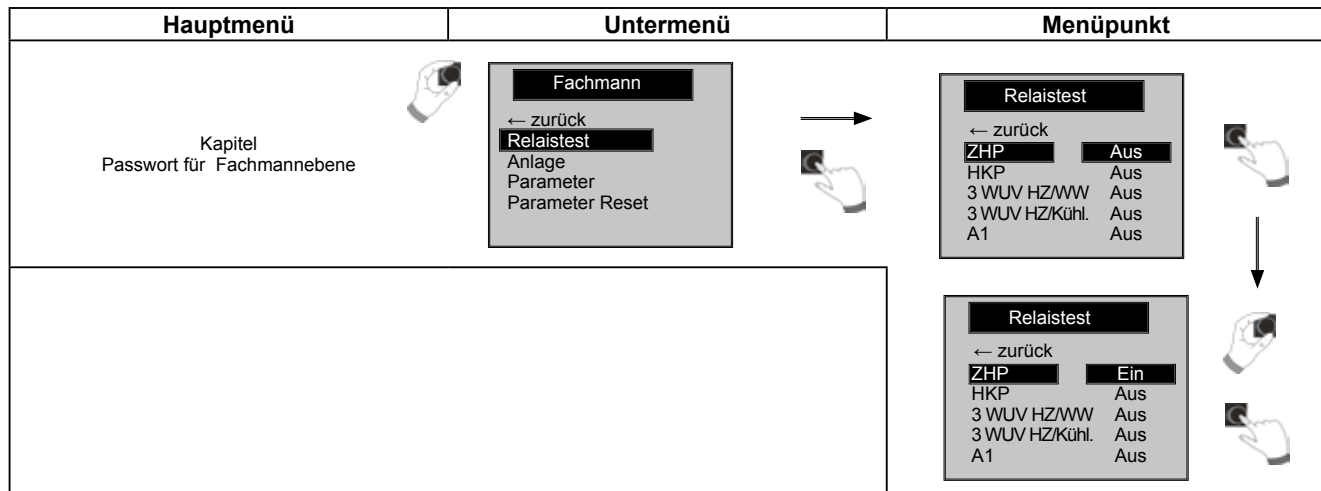 Hauptmenü
Untermenü
Menüpunkt
Kapitel
Passwort für Fachmannebene
Fachmann
← zurück
Relaistest
Anlage
Parameter
Parameter Reset
Relaistest
← zurück
ZHP Aus
HKP Aus
3 WUV HZ/WW Aus
3 WUV HZ/Kühl. Aus
A1 Aus
Relaistest
← zurück
ZHP Ein
HKP Aus
3 WUV HZ/WW Aus
3 WUV HZ/Kühl. Aus
A1 Aus